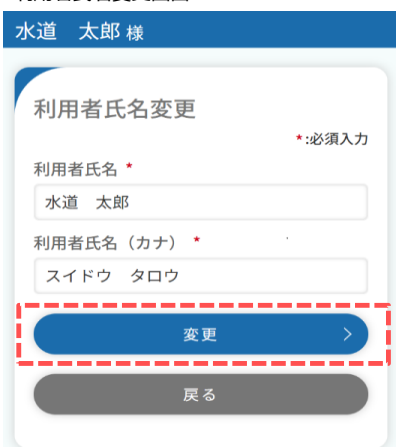 水道　太郎 様
利用者氏名変更
*:必須入力
利用者氏名 *
水道　太郎
利用者氏名（カナ） *
スイドウ　タロウ
変更
戻る